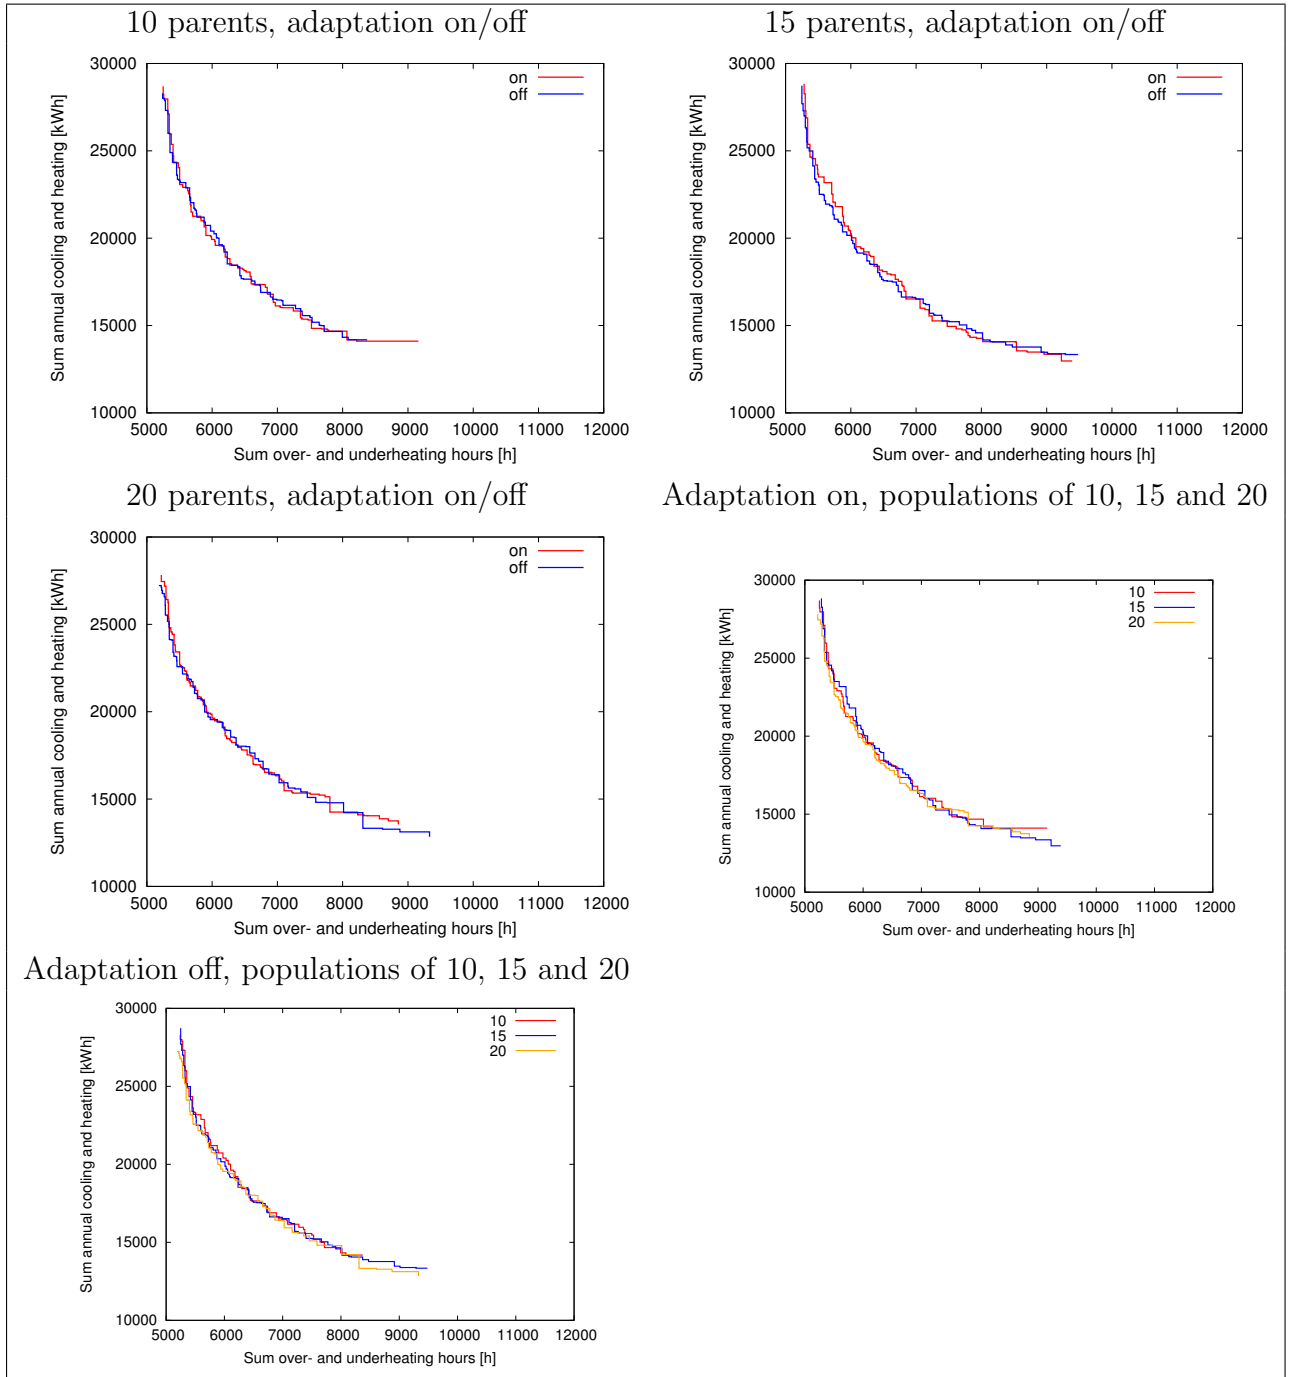 10 parents, adaptation on/off
30000
25000
20000
15000
10000
5000 6000 7000 8000 9000 10000 11000 12000
Sum annual cooling and heating [kWh]
Sum over- and underheating hours [h]
on
off
15 parents, adaptation on/off
30000
25000
20000
15000
10000
5000 6000 7000 8000 9000 10000 11000 12000
Sum annual cooling and heating [kWh]
Sum over- and underheating hours [h]
on
off
20 parents, adaptation on/off
30000
25000
20000
15000
10000
5000 6000 7000 8000 9000 10000 11000 12000
Sum annual cooling and heating [kWh]
Sum over- and underheating hours [h]
on
off
Adaptation on, populations of 10, 15 and 20
30000
25000
20000
15000
10000
5000 6000 7000 8000 9000 10000 11000 12000
Sum annual cooling and heating [kWh]
Sum over- and underheating hours [h]
10
15
20
Adaptation off, populations of 10, 15 and 20
30000
25000
20000
15000
10000
5000 6000 7000 8000 9000 10000 11000 12000
Sum annual cooling and heating [kWh]
Sum over- and underheating hours [h]
10
15
20